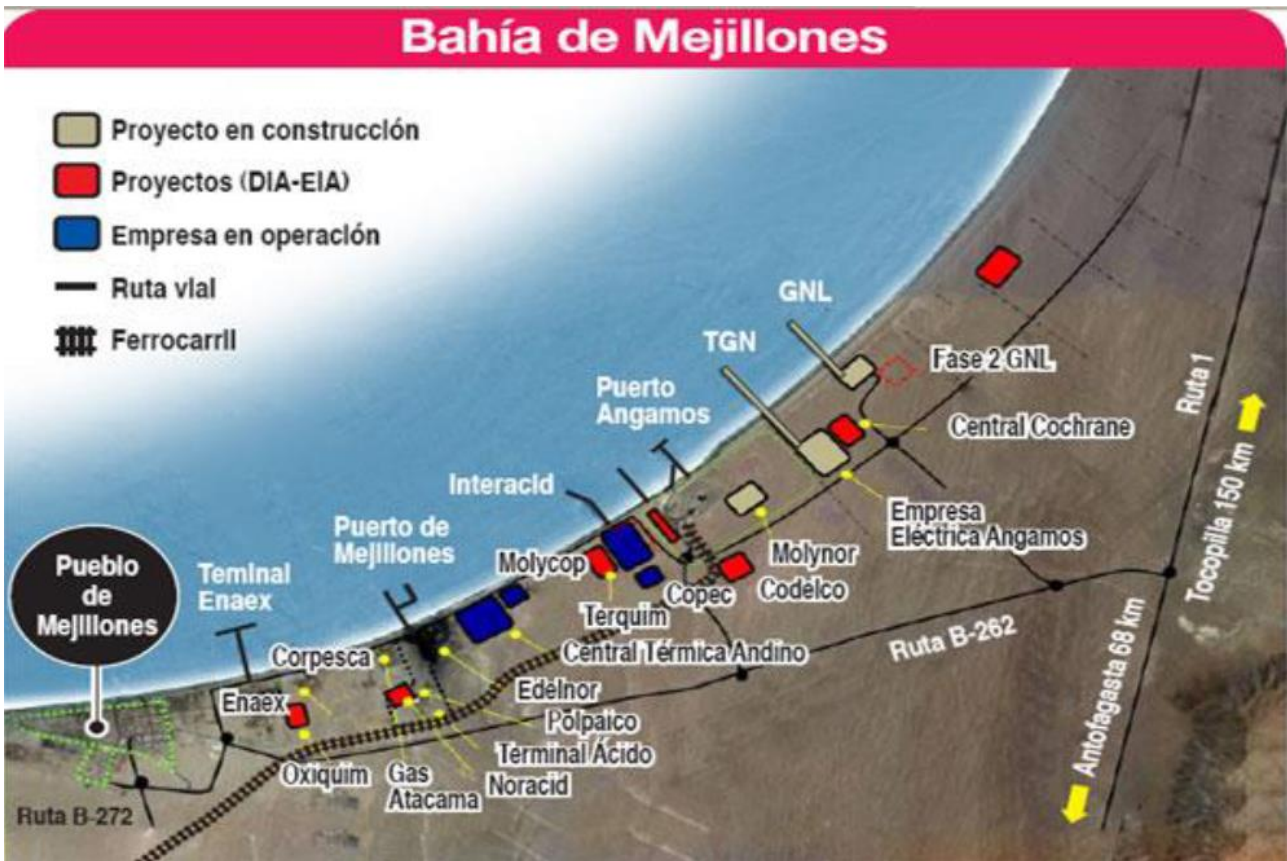 Bahía de Mejillones
Proyecto en construcción
Proyectos (DIA-EIA)
Empresa en operación
Ruta vial
Ferrocarril
GNL
TGN
Fase 2 GNL
Puerto
Angamos
Central Cochrane
Ruta 1
Tocopilla 150 km
Interacid
Empresa
Eléctrica Angamos
Puerto de
Mejillones
Molycop
Molynor
Pueblo
de
Mejillones
Teminal
Enaex
Copec
Codelco
Terquim
Ruta B-262
Central Térmica Andino
Corpesca
Edelnor
Antofagasta 68 km
Enaex
Polpaico
Terminal Ácido
Oxiquim
Gas
Atacama
Noracid
Ruta B-272